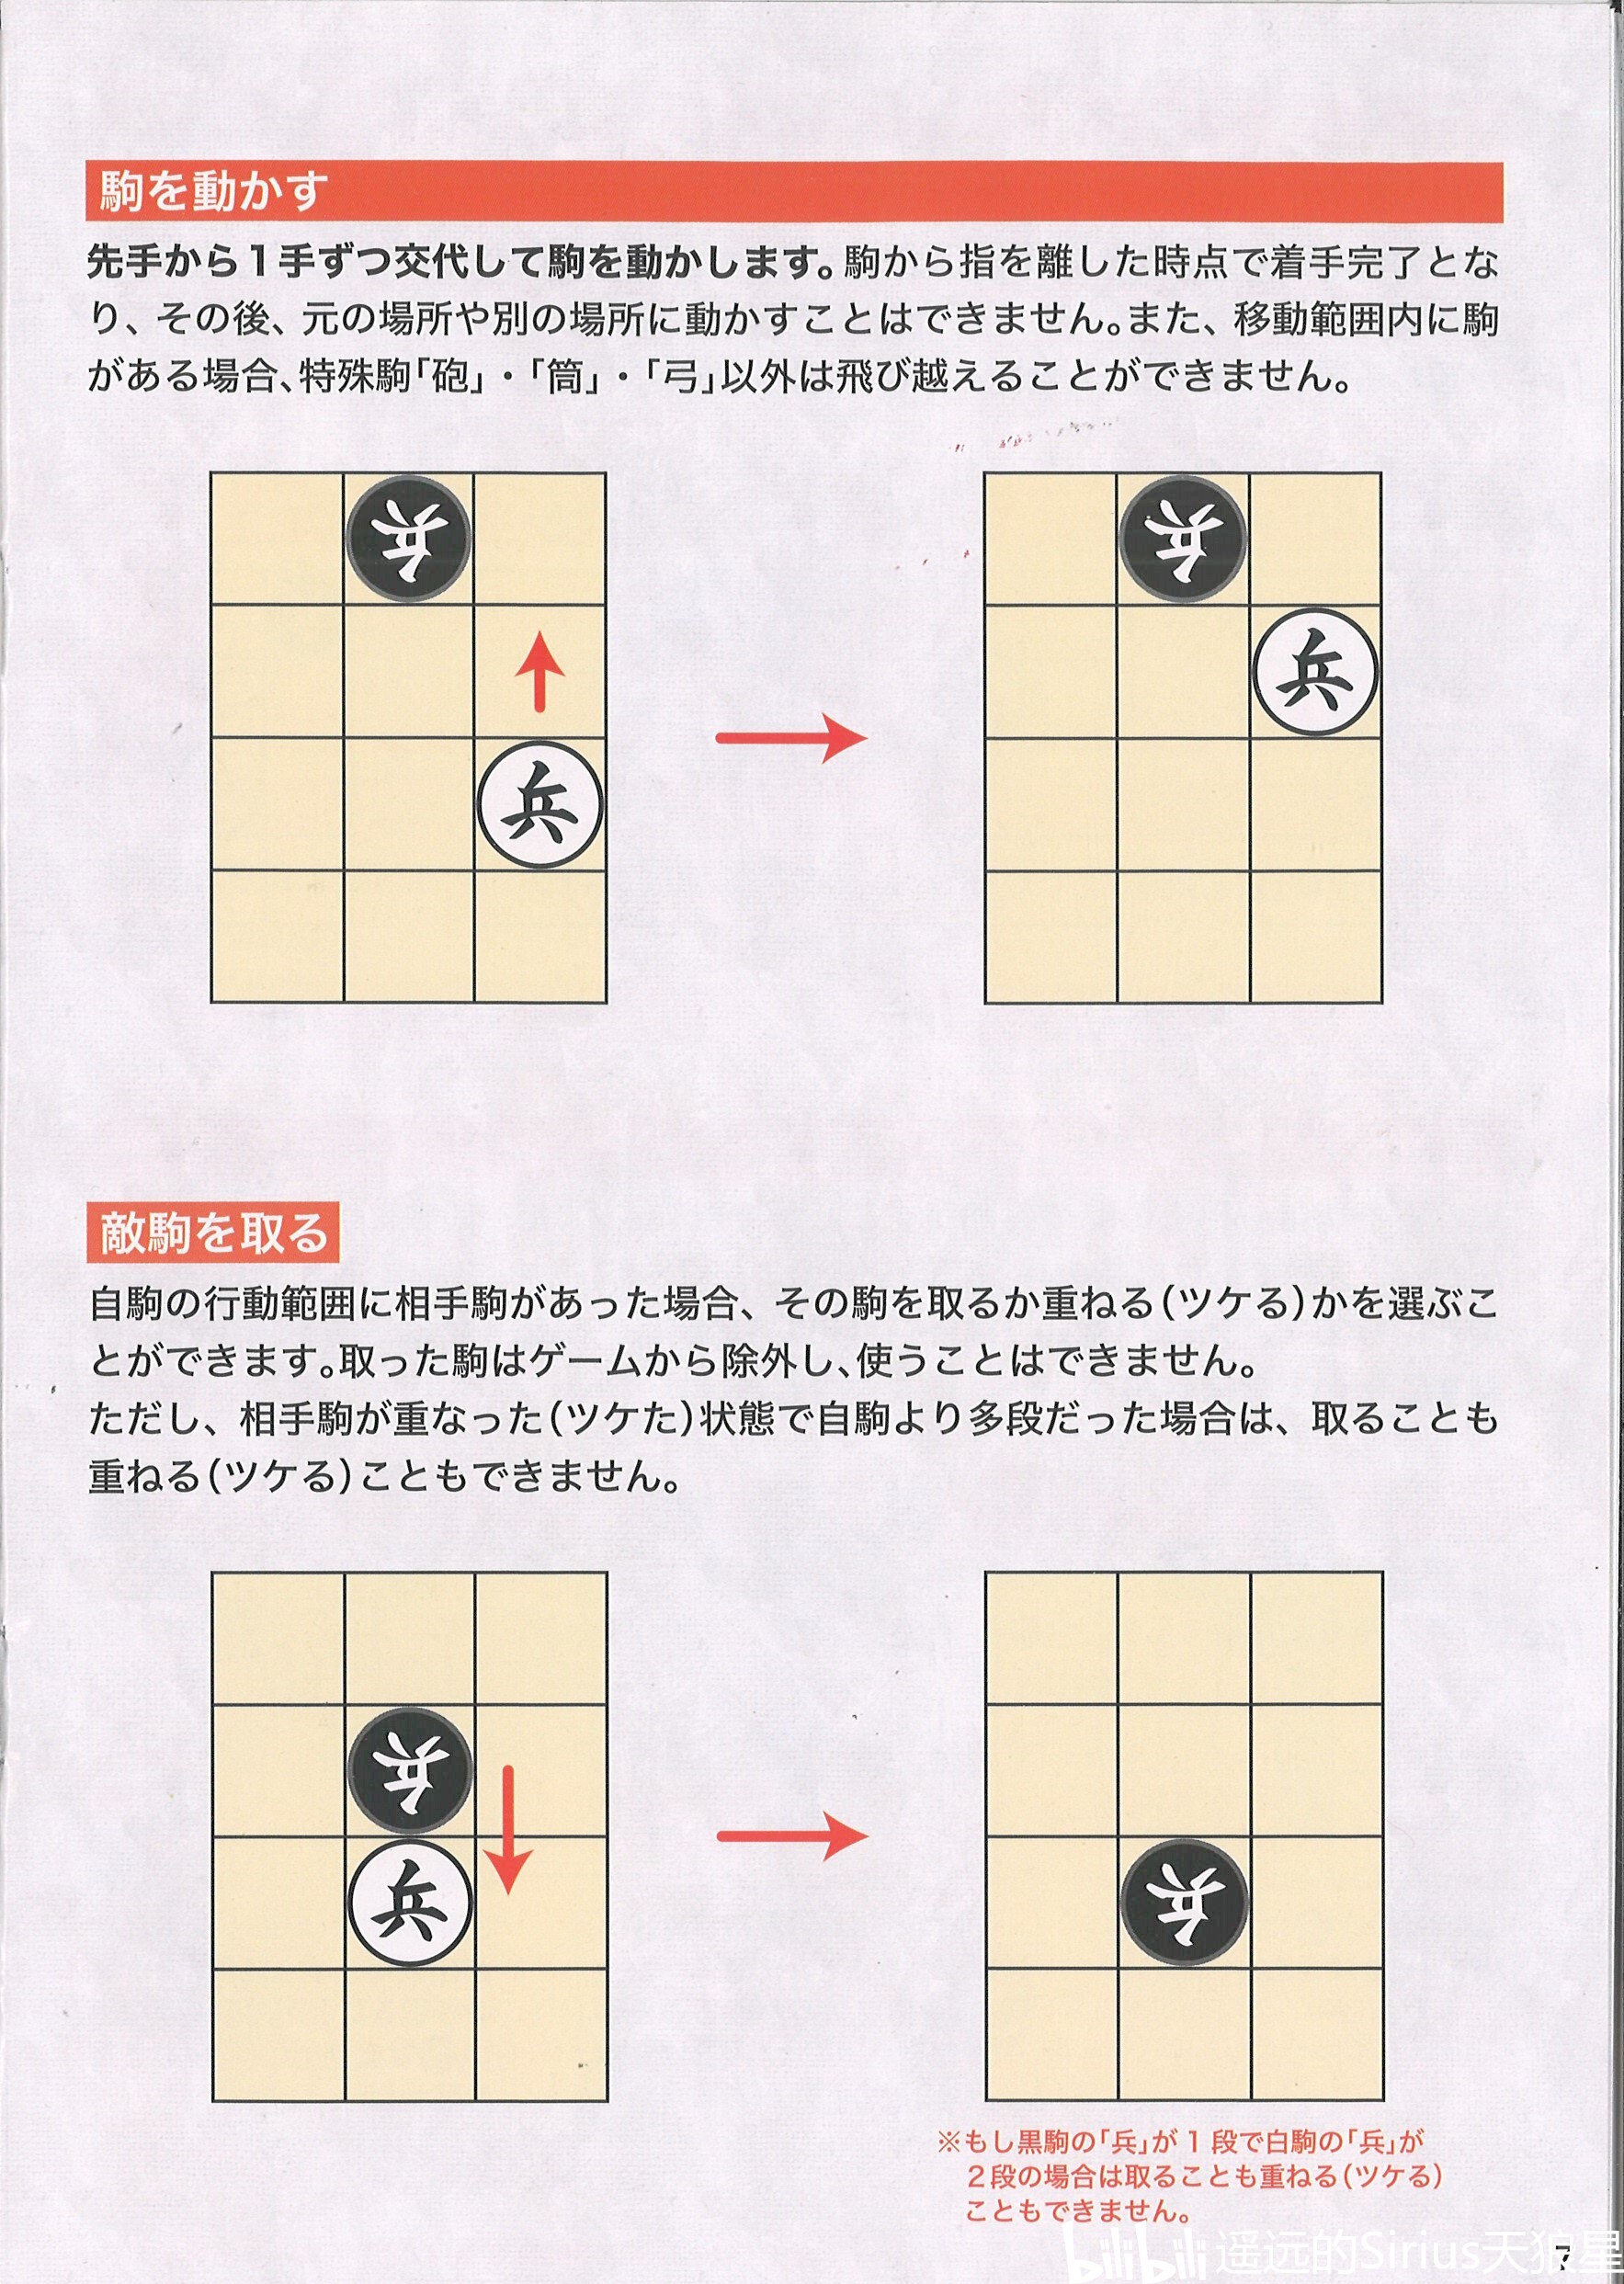 駒を動かす
先手から1手ずつ交代して駒を動かします。駒から指を離した時点で着手完了とな
り、その後、元の場所や別の場所に動かすことはできません。また、移動範囲内に駒
がある場合、特殊駒「砲」・「筒」・「弓」以外は飛び越えることができません。
兵
兵
兵
兵
敵駒を取る
自駒の行動範囲に相手駒があった場合、その駒を取るか重ねる(ツケる)かを選ぶこ
とができます。取った駒はゲームから除外し、使うことはできません。
ただし、相手駒が重なった(ツケた)状態で自駒より多段だった場合は、取ることも
重ねる(ツケる)こともできません。
兵
兵
兵
※もし黒駒の「兵」が1段で白駒の「兵」が
2段の場合は取ることも重ねる(ツケる)
こともできません。
bilibili 遥远的Sirius天狼星
7